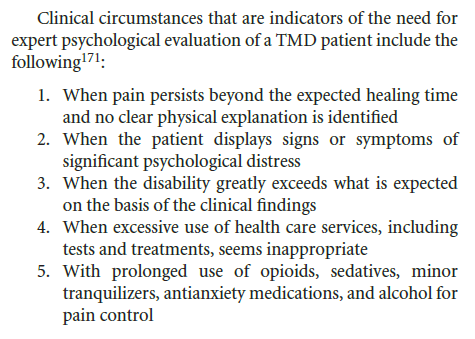 Clinical circumstances that are indicators of the need for
expert psychological evaluation of a TMD patient include the
following171:
1. When pain persists beyond the expected healing time
and no clear physical explanation is identified
2. When the patient displays signs or symptoms of
significant psychological distress
3. When the disability greatly exceeds what is expected
on the basis of the clinical findings
4. When excessive use of health care services, including
tests and treatments, seems inappropriate
5. With prolonged use of opioids, sedatives, minor
tranquilizers, antianxiety medications, and alcohol for
pain control